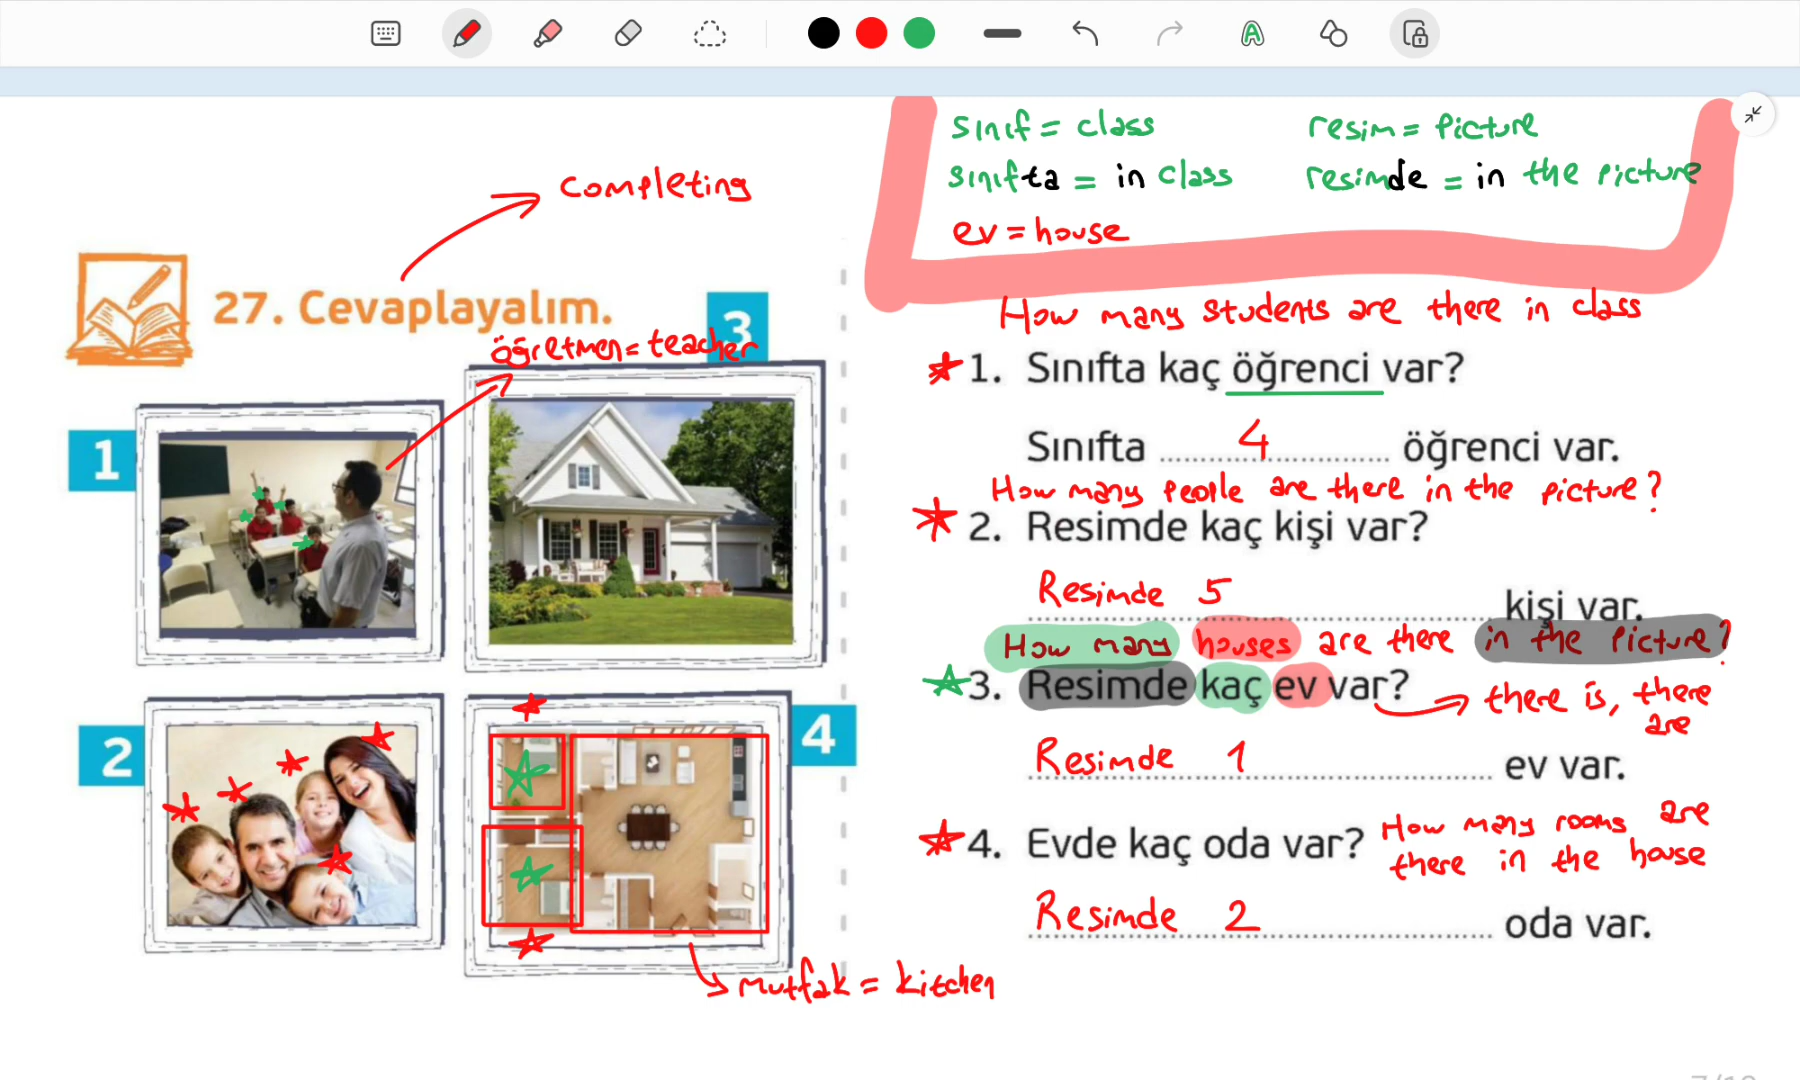 sınıf = class
resim = picture
sınıfta = in class
resimde = in the picture
ev = house
completing
27. Cevaplayalım.
3
öğretmen = teacher
1
2
4
mutfak = kitchen
How many students are there in class
1. Sınıfta kaç öğrenci var?
Sınıfta 4 öğrenci var.
How many people are there in the picture?
2. Resimde kaç kişi var?
Resimde 5 kişi var.
How many houses are there in the picture?
3. Resimde kaç ev var?
there is, there
are
Resimde 1 ev var.
4. Evde kaç oda var?
How many rooms are
there in the house
Resimde 2 oda var.